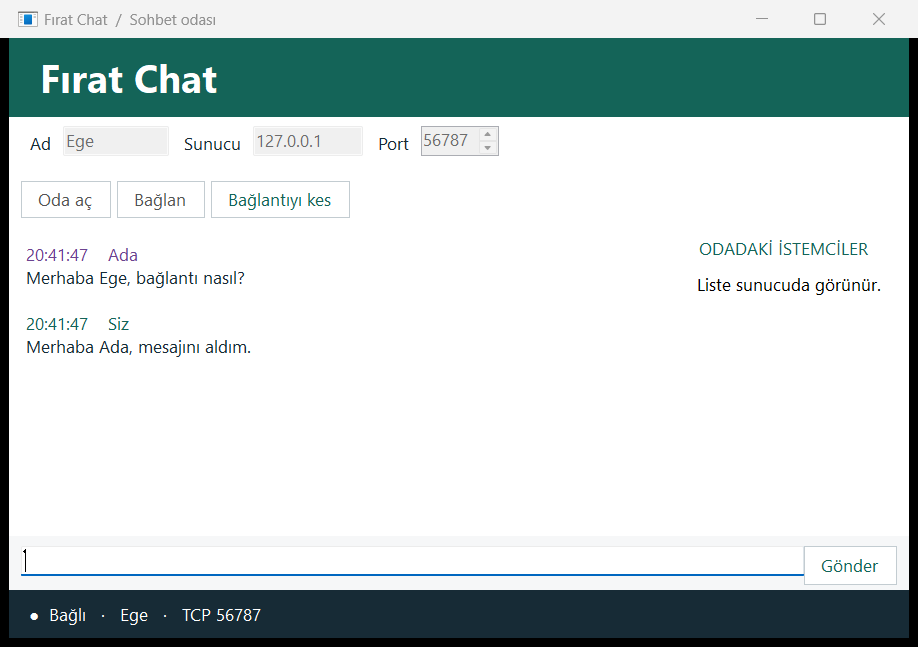 Fırat Chat / Sohbet odası
Fırat Chat
Ad Ege Sunucu 127.0.0.1 Port 56787
Oda aç Bağlan Bağlantıyı kes
20:41:47 Ada
Merhaba Ege, bağlantı nasıl?
20:41:47 Siz
Merhaba Ada, mesajını aldım.
ODADAKİ İSTEMCİLER
Liste sunucuda görünür.
Gönder
● Bağlı · Ege · TCP 56787